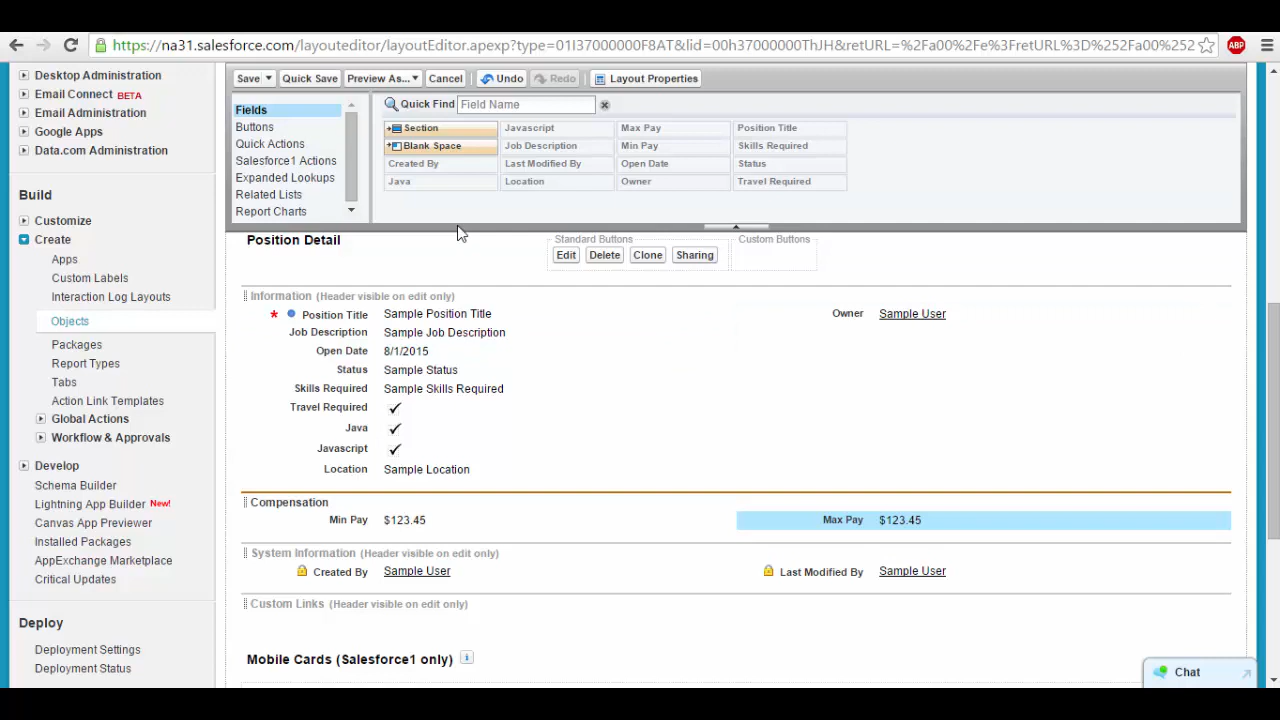 https://na31.salesforce.com/layouteditor/layoutEditor.apexp?type=01I37000000F8AT&lid=00h37000000ThJH&retURL=%2Fa00%2Fe%3FretURL%3D%252Fa00%252
ABP
Desktop Administration
Email Connect BETA
Email Administration
Google Apps
Data.com Administration
Build
Customize
Create
Apps
Custom Labels
Interaction Log Layouts
Objects
Packages
Report Types
Tabs
Action Link Templates
Global Actions
Workflow & Approvals
Develop
Schema Builder
Lightning App Builder New!
Canvas App Previewer
Installed Packages
AppExchange Marketplace
Critical Updates
Deploy
Deployment Settings
Deployment Status
Save Quick Save Preview As... Cancel Undo Redo Layout Properties
Fields
Buttons
Quick Actions
Salesforce1 Actions
Expanded Lookups
Related Lists
Report Charts
Quick Find Field Name
Section Javascript Max Pay Position Title
Blank Space Job Description Min Pay Skills Required
Created By Last Modified By Open Date Status
Java Location Owner Travel Required
Position Detail
Standard Buttons
Edit Delete Clone Sharing
Custom Buttons
Information (Header visible on edit only)
Position Title Sample Position Title Owner Sample User
Job Description Sample Job Description
Open Date 8/1/2015
Status Sample Status
Skills Required Sample Skills Required
Travel Required
Java
Javascript
Location Sample Location
Compensation
Min Pay $123.45 Max Pay $123.45
System Information (Header visible on edit only)
Created By Sample User Last Modified By Sample User
Custom Links (Header visible on edit only)
Mobile Cards (Salesforce1 only) i
Chat